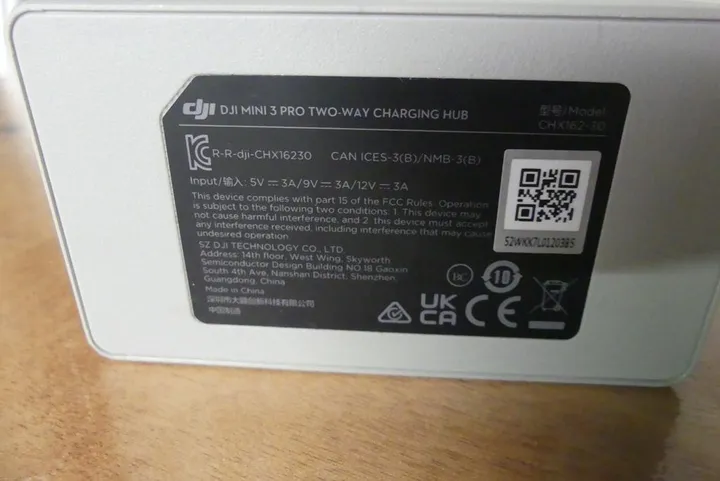 dji DJI MINI 3 PRO TWO-WAY CHARGING HUB
型号/Model
CHX162-30
R-R-dji-CHX16230 CAN ICES-3(B)/NMB-3(B)
Input/输入: 5V ⎓ 3A/9V ⎓ 3A/12V ⎓ 3A
This device complies with part 15 of the FCC Rules. Operation
is subject to the following two conditions: 1 This device may
not cause harmful interference, and 2. this device must accept
any interference received, including interference that may cause
undesired operation.
SZWKK7L01203B5
SZ DJI TECHNOLOGY CO., LTD
Address: 14th floor, West Wing, Skyworth
Semiconductor Design Building NO.18 Gaoxin
South 4th Ave, Nanshan District, Shenzhen,
Guangdong, China
Made in China
深圳市大疆创新科技有限公司
中国制造
10
UK
CA CE